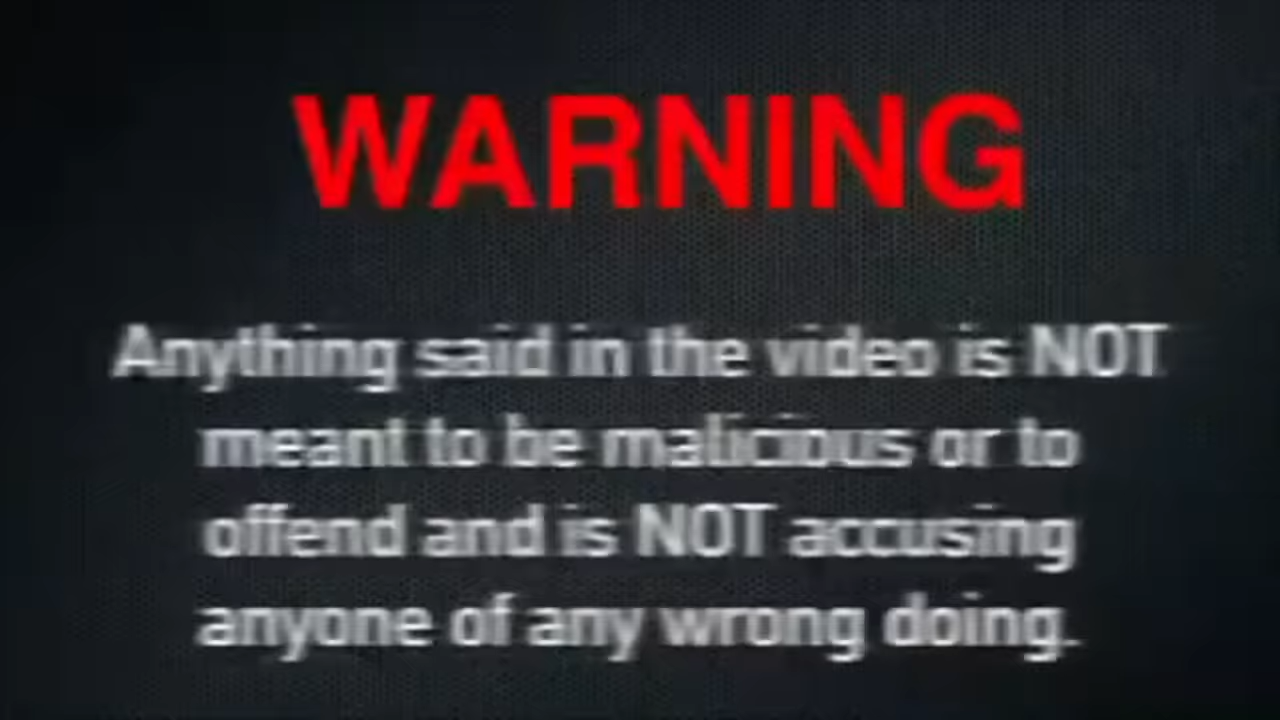 WARNING
Anything said in the video is NOT
meant to be malicious or to
offend and is NOT accusing
anyone of any wrong doing.